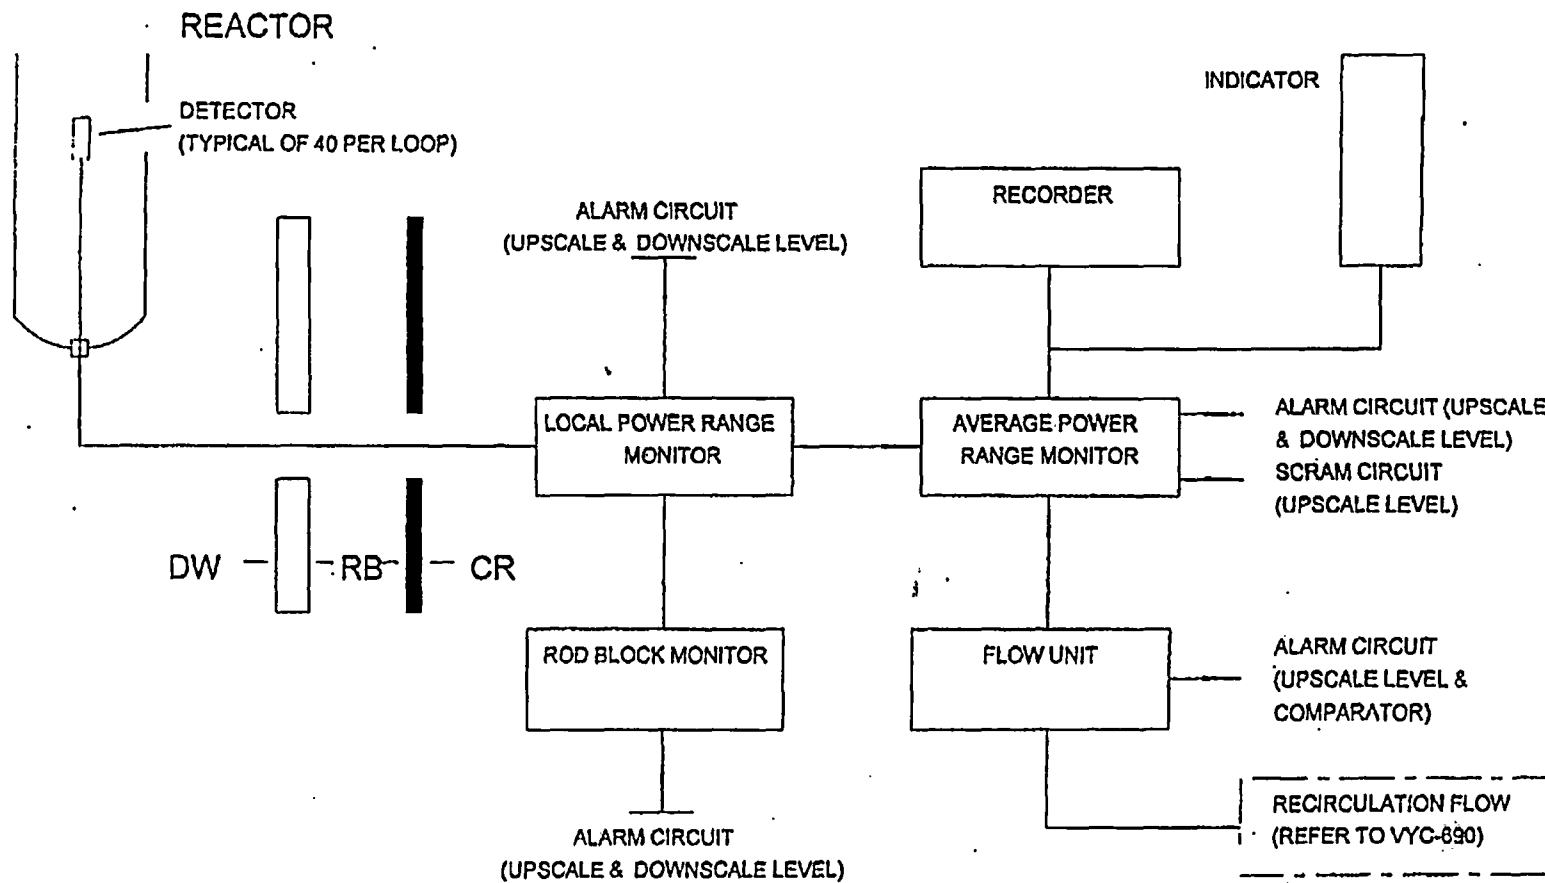 REACTOR
DETECTOR
(TYPICAL OF 40 PER LOOP)
INDICATOR
RECORDER
ALARM CIRCUIT
(UPSCALE & DOWNSCALE LEVEL)
LOCAL POWER RANGE
MONITOR
AVERAGE POWER
RANGE MONITOR
ALARM CIRCUIT (UPSCALE
& DOWNSCALE LEVEL)
SCRAM CIRCUIT
(UPSCALE LEVEL)
DW
RB
CR
ROD BLOCK MONITOR
FLOW UNIT
ALARM CIRCUIT
(UPSCALE LEVEL &
COMPARATOR)
RECIRCULATION FLOW
(REFER TO VYC-690)
ALARM CIRCUIT
(UPSCALE & DOWNSCALE LEVEL)